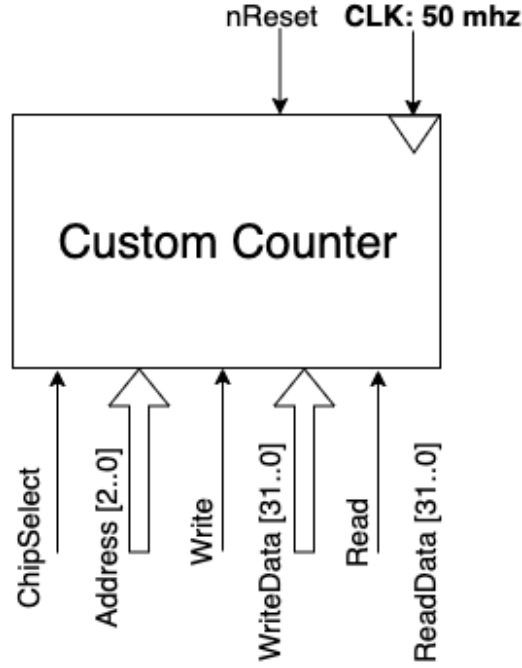 nReset CLK: 50 mhz
Custom Counter
ChipSelect
Address [2..0]
Write
WriteData [31..0]
Read
ReadData [31..0]